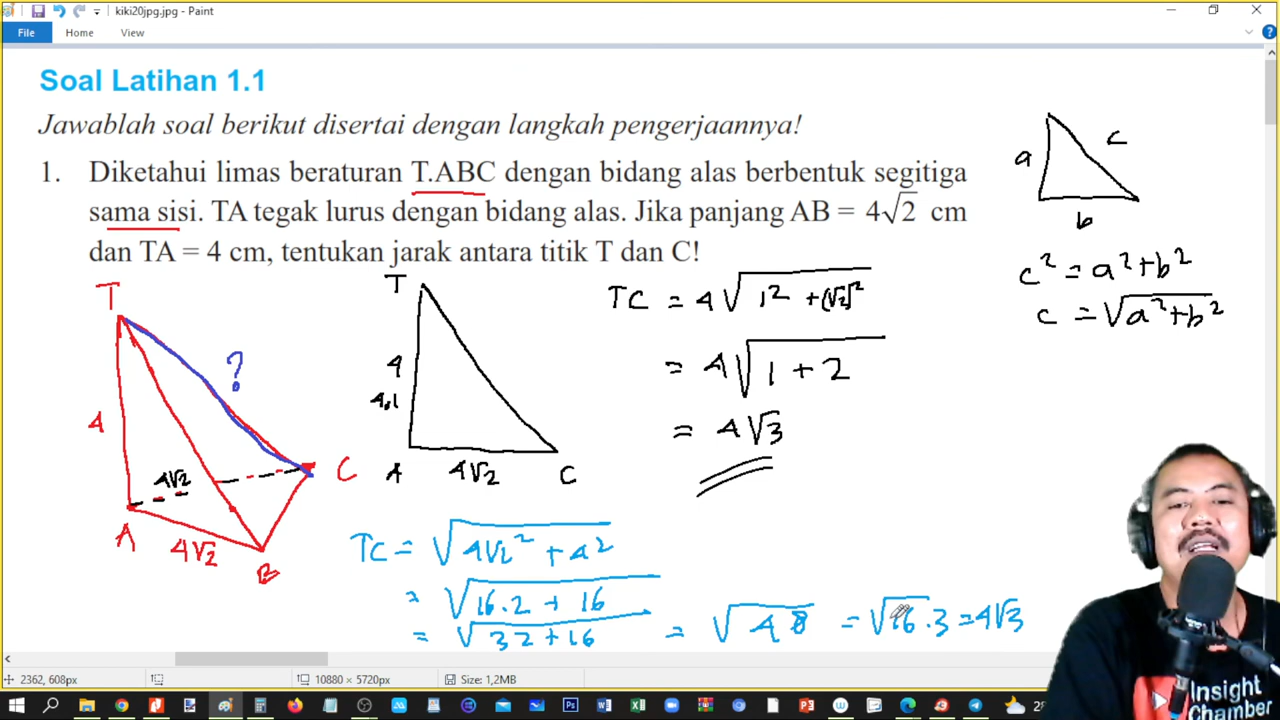 kiki20jpg.jpg - Paint
File Home View
Soal Latihan 1.1
Jawablah soal berikut disertai dengan langkah pengerjaannya!
1. Diketahui limas beraturan T.ABC dengan bidang alas berbentuk segitiga
sama sisi. TA tegak lurus dengan bidang alas. Jika panjang AB = 4√2 cm
dan TA = 4 cm, tentukan jarak antara titik T dan C!
a c
b
c² = a² + b²
c = √a² + b²
T
?
4
4√2
A
4√2
B
C
T
4
4.1
A 4√2 C
TC = 4√1² + (√2)²
= 4√1 + 2
= 4√3
TC = √4√2² + 4²
= √16.2 + 16
= √32 + 16 = √48 = √16.3 = 4√3
2362, 608px 10880 × 5720px Size: 1,2MB
Insight
Chamber